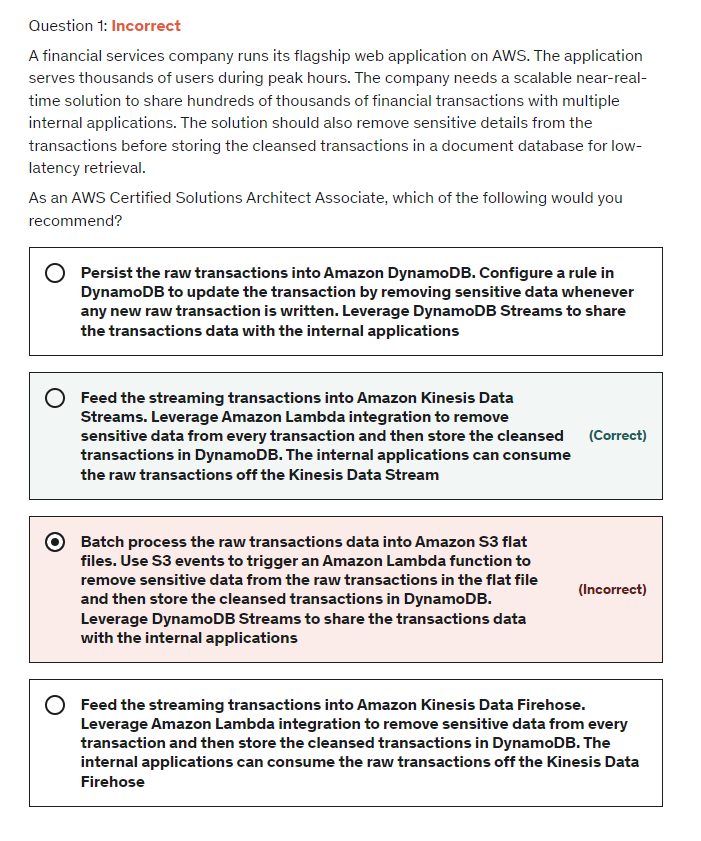 Question 1: Incorrect
A financial services company runs its flagship web application on AWS. The application
serves thousands of users during peak hours. The company needs a scalable near-real-
time solution to share hundreds of thousands of financial transactions with multiple
internal applications. The solution should also remove sensitive details from the
transactions before storing the cleansed transactions in a document database for low-
latency retrieval.
As an AWS Certified Solutions Architect Associate, which of the following would you
recommend?
Persist the raw transactions into Amazon DynamoDB. Configure a rule in
DynamoDB to update the transaction by removing sensitive data whenever
any new raw transaction is written. Leverage DynamoDB Streams to share
the transactions data with the internal applications
Feed the streaming transactions into Amazon Kinesis Data
Streams. Leverage Amazon Lambda integration to remove
sensitive data from every transaction and then store the cleansed
transactions in DynamoDB. The internal applications can consume
the raw transactions off the Kinesis Data Stream
(Correct)
Batch process the raw transactions data into Amazon S3 flat
files. Use S3 events to trigger an Amazon Lambda function to
remove sensitive data from the raw transactions in the flat file
and then store the cleansed transactions in DynamoDB.
Leverage DynamoDB Streams to share the transactions data
with the internal applications
(Incorrect)
Feed the streaming transactions into Amazon Kinesis Data Firehose.
Leverage Amazon Lambda integration to remove sensitive data from every
transaction and then store the cleansed transactions in DynamoDB. The
internal applications can consume the raw transactions off the Kinesis Data
Firehose